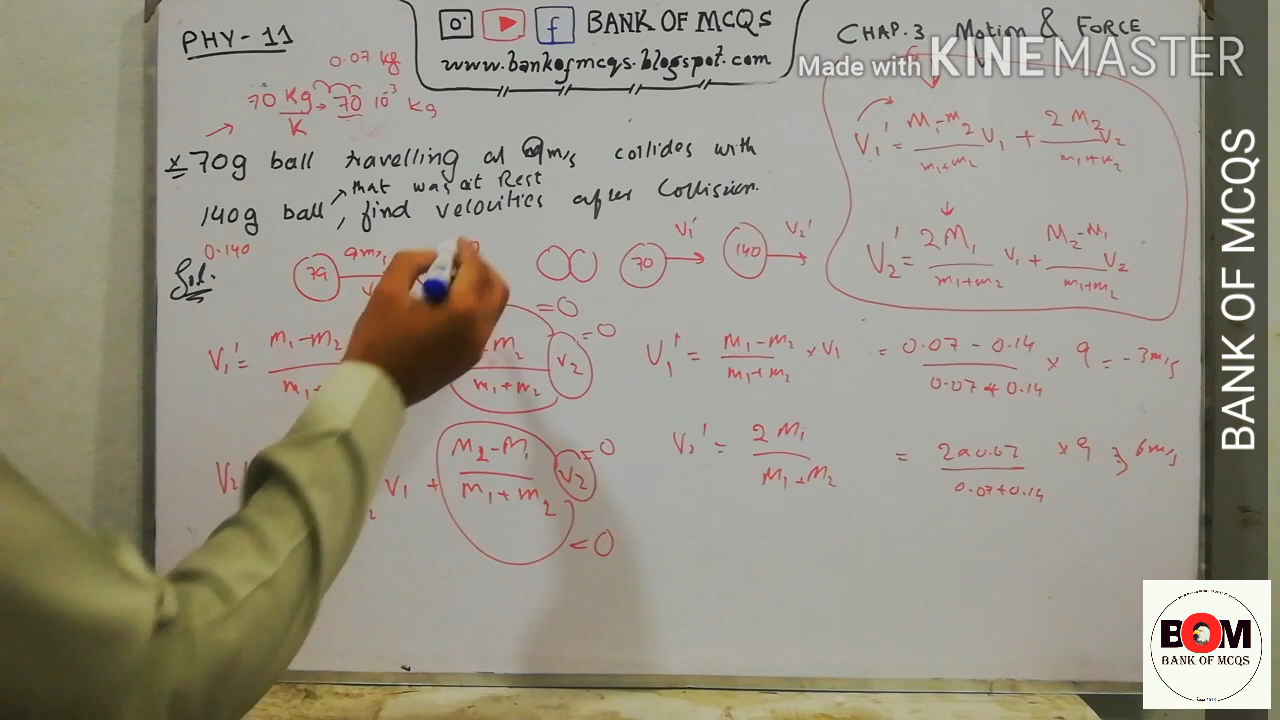 PHY-11
BANK OF MCQS
www.bankofmcqs.blogspot.com
CHAP.3 Motion & FORCE
Made with KINEMASTER
0.07 kg
70 Kg → 70 10⁻³ kg
K
70g ball travelling at 9m/s collides with
that was at Rest
140g ball, find velocities after Collision.
0.140
Sol.
9m/s
V₁' V₂'
70 140
V₁' = M₁-m₂/m₁+m₂ V₁ + 2M₂/m₁+m₂ V₂
V₂' = 2M₁/m₁+m₂ V₁ + M₂-M₁/m₁+m₂ V₂
=0
V₁' = m₁-m₂/m₁+ m₂/m₁+m₂ V₂ =0
V₁' = M₁-M₂/m₁+m₂ × V₁ = 0.07-0.14/0.07+0.14 × 9 = -3m/s
V₂ V₁ + M₂-M₁/m₁+m₂ V₂ =0
=0
V₂' = 2M₁/M₁+M₂ = 2×0.07/0.07+0.14 × 9 = 6m/s
BANK OF MCQS
BOM
BANK OF MCQS